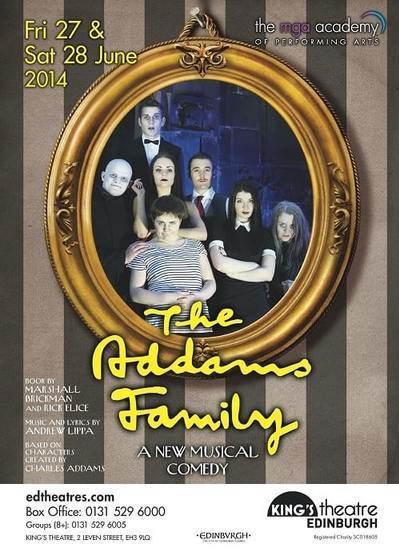 Fri 27 &
Sat 28 June
2014
the mga academy
OF PERFORMING ARTS
The
Addams
Family
A NEW MUSICAL
COMEDY
BOOK BY
MARSHALL
BRICKMAN
AND RICK ELICE
MUSIC AND LYRICS BY
ANDREW LIPPA
BASED ON
CHARACTERS
CREATED BY
CHARLES ADDAMS
edtheatres.com
Box Office: 0131 529 6000
Groups (8+): 0131 529 6005
KING'S THEATRE, 2 LEVEN STREET, EH3 9LQ
·EDINBVRGH·
KING'S theatre
EDINBURGH
Registered Charity SC018605